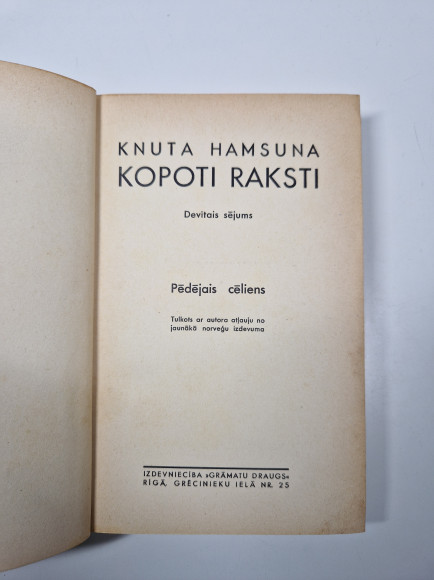 KNUTA HAMSUNA
KOPOTI RAKSTI
Devītais sējums
Pēdējais cēliens
Tulkots ar autora atļauju no
jaunākā norveģu izdevuma
IZDEVNIECĪBA »GRĀMATU DRAUGS«
RĪGĀ, GRĒCINIEKU IELĀ NR. 25